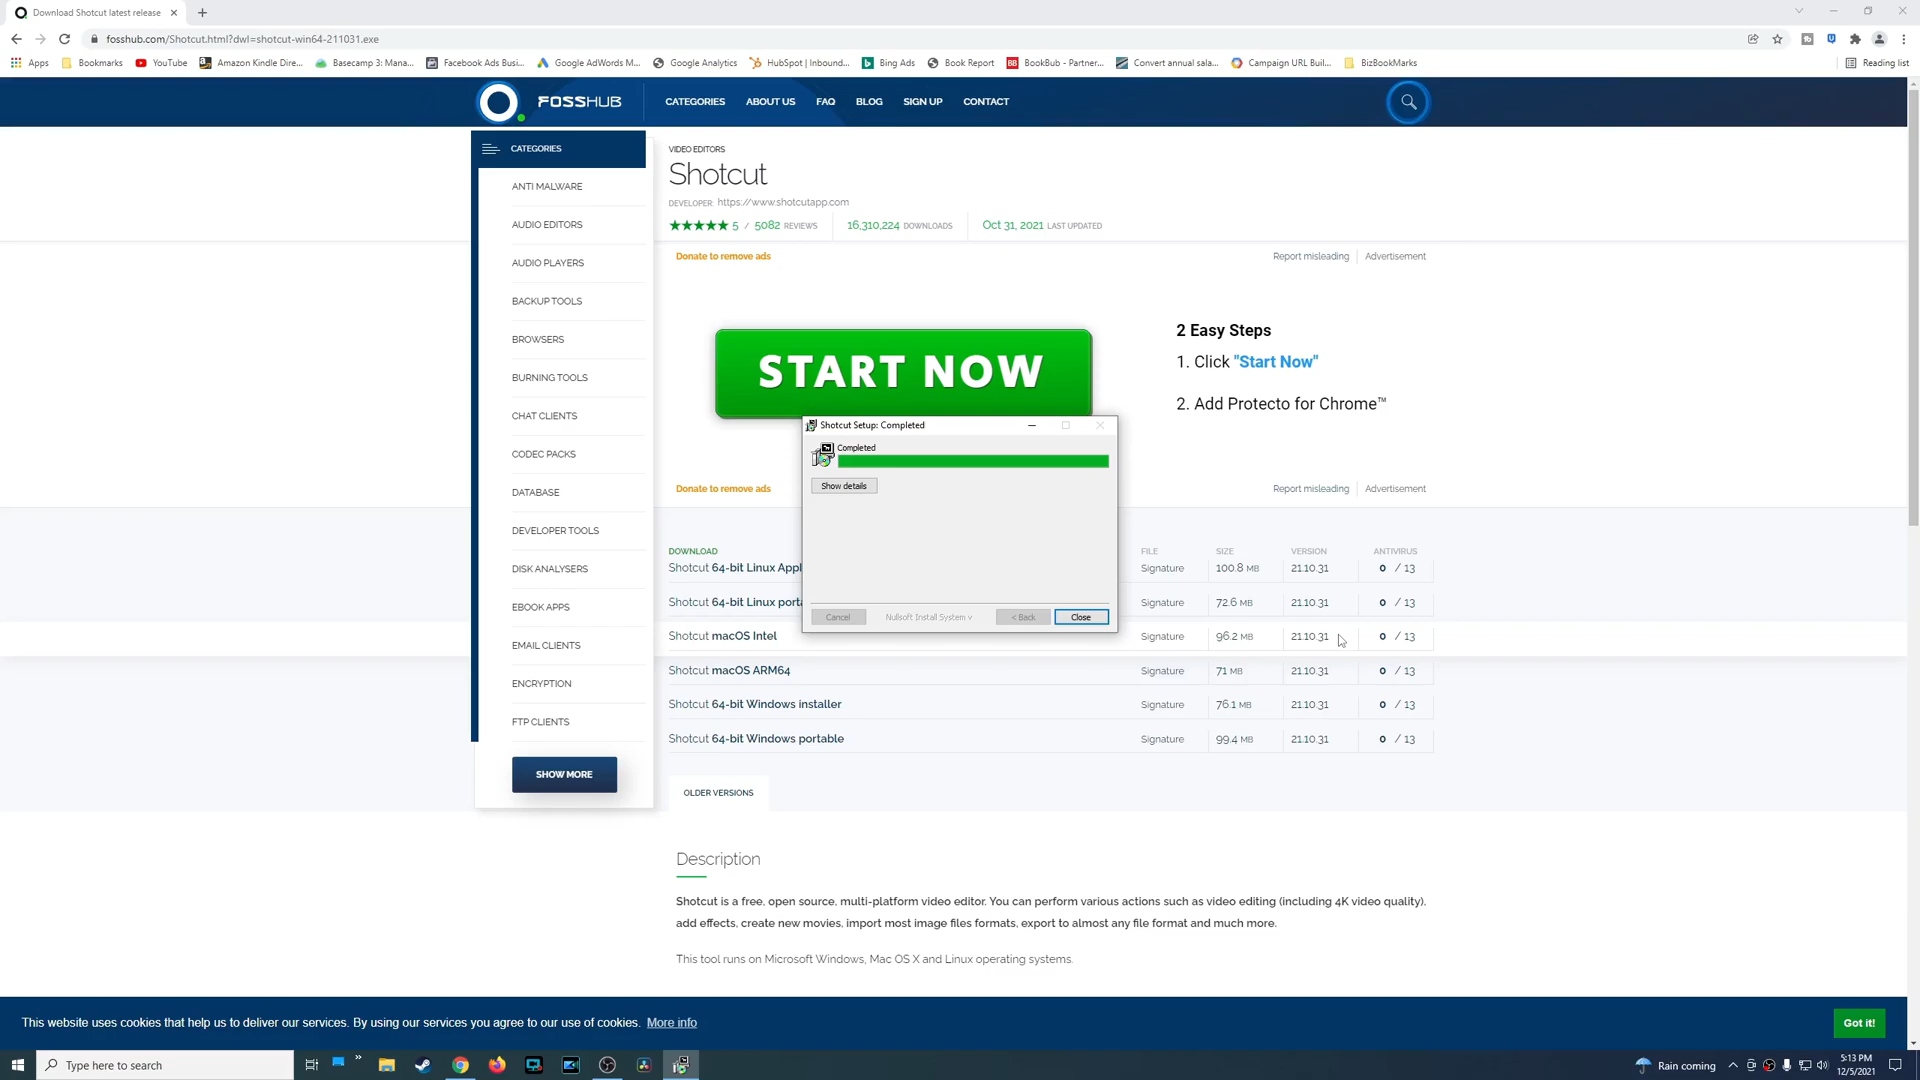 Download Shotcut latest release
fosshub.com/Shotcut.html?dwl=shotcut-win64-211031.exe
Apps
Bookmarks
YouTube
Amazon Kindle Dire...
Basecamp 3: Mana...
Facebook Ads Busi...
Google AdWords M...
Google Analytics
HubSpot | Inbound...
Bing Ads
Book Report
BB
BookBub - Partner...
Convert annual sala...
Campaign URL Buil...
BizBookMarks
Reading list
FOSSHUB
CATEGORIES
ABOUT US
FAQ
BLOG
SIGN UP
CONTACT
CATEGORIES
ANTI MALWARE
AUDIO EDITORS
AUDIO PLAYERS
BACKUP TOOLS
BROWSERS
BURNING TOOLS
CHAT CLIENTS
CODEC PACKS
DATABASE
DEVELOPER TOOLS
DISK ANALYSERS
EBOOK APPS
EMAIL CLIENTS
ENCRYPTION
FTP CLIENTS
SHOW MORE
VIDEO EDITORS
Shotcut
DEVELOPER: https://www.shotcutapp.com
5 / 5082 REVIEWS
16,310,224 DOWNLOADS
Oct 31, 2021 LAST UPDATED
Donate to remove ads
Report misleading
Advertisement
START NOW
2 Easy Steps
1. Click "Start Now"
2. Add Protecto for Chrome™
Shotcut Setup: Completed
Completed
Show details
Cancel
Nullsoft Install System v
< Back
Close
Donate to remove ads
Report misleading
Advertisement
DOWNLOAD FILE SIZE VERSION ANTIVIRUS
Shotcut 64-bit Linux Appl Signature 100.8 MB 21.10.31 0 / 13
Shotcut 64-bit Linux porta Signature 72.6 MB 21.10.31 0 / 13
Shotcut macOS Intel Signature 96.2 MB 21.10.31 0 / 13
Shotcut macOS ARM64 Signature 71 MB 21.10.31 0 / 13
Shotcut 64-bit Windows installer Signature 76.1 MB 21.10.31 0 / 13
Shotcut 64-bit Windows portable Signature 99.4 MB 21.10.31 0 / 13
OLDER VERSIONS
Description
Shotcut is a free, open source, multi-platform video editor. You can perform various actions such as video editing (including 4K video quality),
add effects, create new movies, import most image files formats, export to almost any file format and much more.
This tool runs on Microsoft Windows, Mac OS X and Linux operating systems.
This website uses cookies that help us to deliver our services. By using our services you agree to our use of cookies. More info
Got it!
Type here to search
Rain coming
5:13 PM
12/5/2021